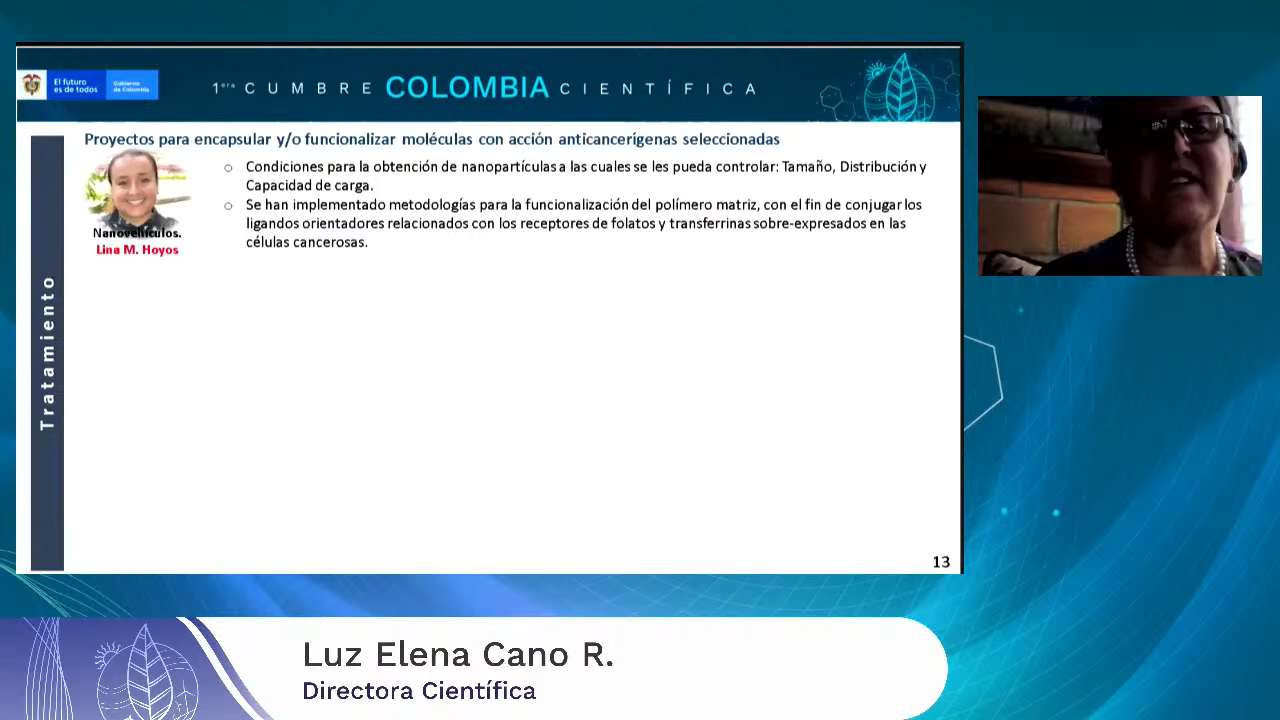 El futuro
es de todos
Gobierno
de Colombia
1era CUMBRE COLOMBIA CIENTÍFICA
Proyectos para encapsular y/o funcionalizar moléculas con acción anticancerígenas seleccionadas
○ Condiciones para la obtención de nanopartículas a las cuales se les pueda controlar: Tamaño, Distribución y
Capacidad de carga.
○ Se han implementado metodologías para la funcionalización del polímero matriz, con el fin de conjugar los
ligandos orientadores relacionados con los receptores de folatos y transferrinas sobre-expresados en las
células cancerosas.
Nanovehículos.
Lina M. Hoyos
Tratamiento
13
Luz Elena Cano R.
Directora Científica